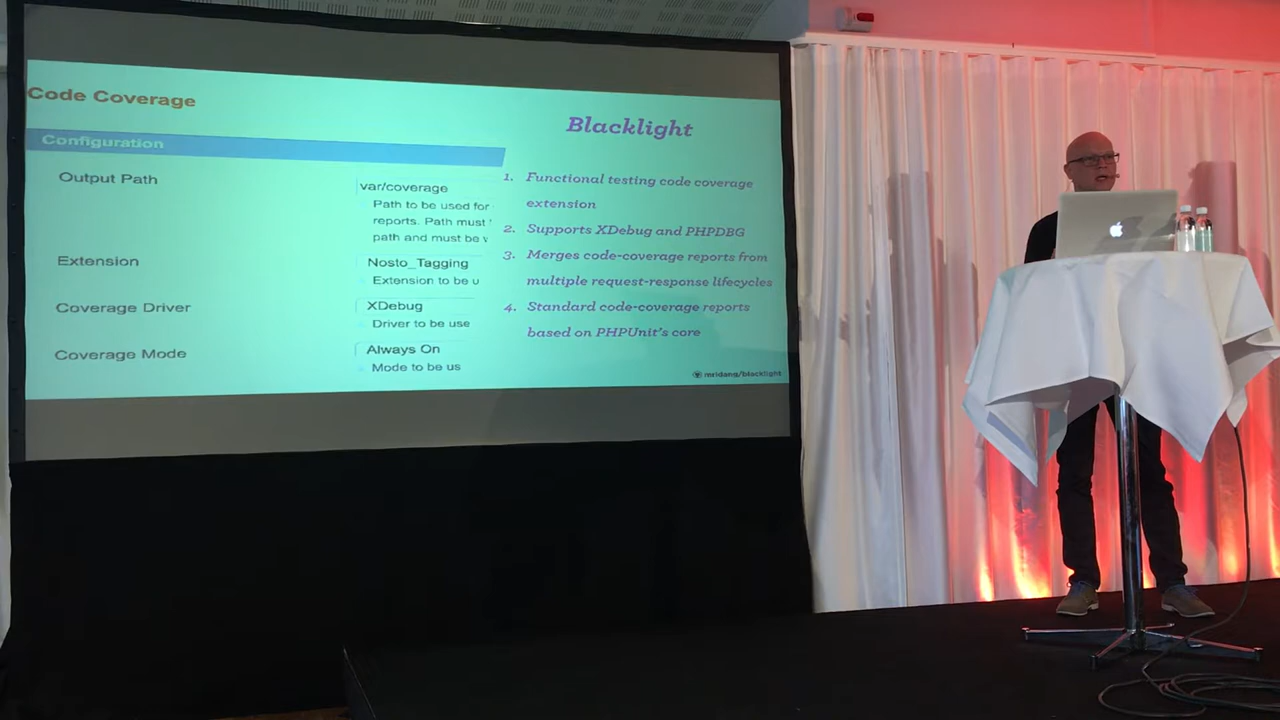 Code Coverage
Configuration
Output Path
var/coverage
Path to be used for
reports. Path must
path and must be
Extension
Nosto_Tagging
Extension to be u
Coverage Driver
XDebug
Driver to be use
Coverage Mode
Always On
Mode to be us
Blacklight
1. Functional testing code coverage
extension
2. Supports XDebug and PHPDBG
3. Merges code-coverage reports from
multiple request-response lifecycles
4. Standard code-coverage reports
based on PHPUnit's core
mridang/blacklight